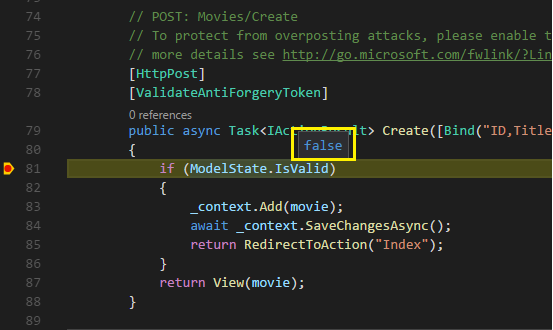 74 // POST: Movies/Create
75 // To protect from overposting attacks, please enable t
76 // more details see http://go.microsoft.com/fwlink/?Lin
77 [HttpPost]
78 [ValidateAntiForgeryToken]
0 references
79 public async Task<IActionResult> Create([Bind("ID,Title
80 {
false
81 if (ModelState.IsValid)
82 {
83 _context.Add(movie);
84 await _context.SaveChangesAsync();
85 return RedirectToAction("Index");
86 }
87 return View(movie);
88 }
89